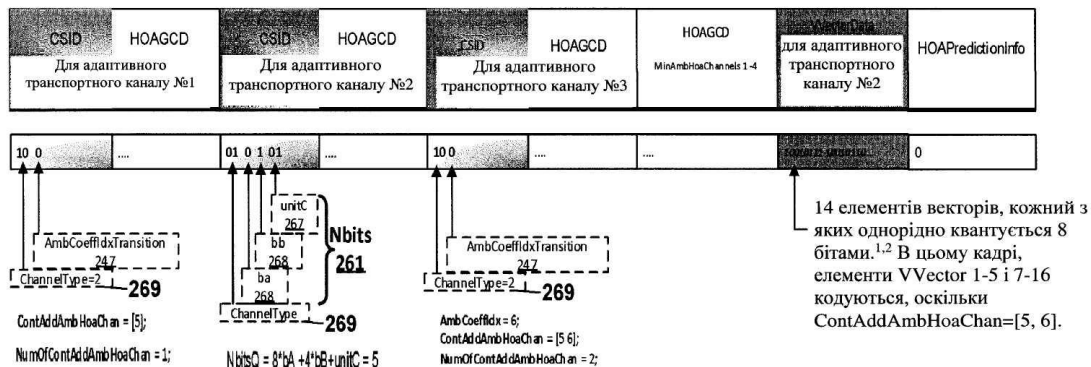 CSID HOAGCD CSID HOAGCD CSID HOAGCD HOAGCD VVectorData HOAPredictionInfo
Для адаптивного транспортного каналу №1
Для адаптивного транспортного каналу №2
Для адаптивного транспортного каналу №3
MinAmbHoaChannels 1-4
для адаптивного
транспортного
каналу №2
10 0 .... 01 0 1 01 .... 10 0 .... .... 0
unitC
267
bb
268
ba
268
Nbits
261
ChannelType
269
AmbCoeffIdxTransition
247
ChannelType=2
269
ContAddAmbHoaChan = [5];
NumOfContAddAmbHoaChan = 1;
NbitsQ = 8*bA +4*bB+unitC = 5
AmbCoeffIdxTransition
247
ChannelType=2
269
AmbCoeffIdx = 6;
ContAddAmbHoaChan = [5 6];
NumOfContAddAmbHoaChan = 2;
14 елементів векторів, кожний з
яких однорідно квантується 8
бітами.1,2 В цьому кадрі,
елементи VVector 1-5 і 7-16
кодуються, оскільки
ContAddAmbHoaChan=[5, 6].